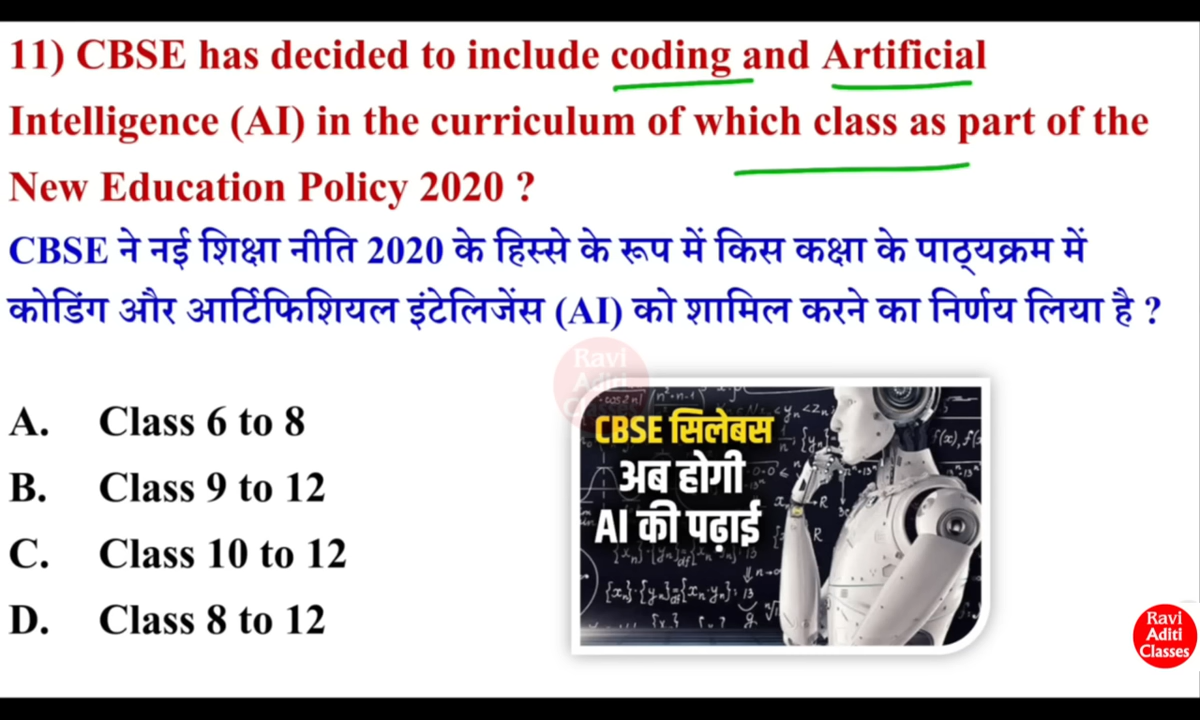 11) CBSE has decided to include coding and Artificial
Intelligence (AI) in the curriculum of which class as part of the
New Education Policy 2020 ?
CBSE ने नई शिक्षा नीति 2020 के हिस्से के रूप में किस कक्षा के पाठ्यक्रम में
कोडिंग और आर्टिफिशियल इंटेलिजेंस (AI) को शामिल करने का निर्णय लिया है ?
Ravi
Aditi
Classes
A. Class 6 to 8
B. Class 9 to 12
C. Class 10 to 12
D. Class 8 to 12
CBSE सिलेबस
अब होगी
AI की पढ़ाई
Ravi
Aditi
Classes